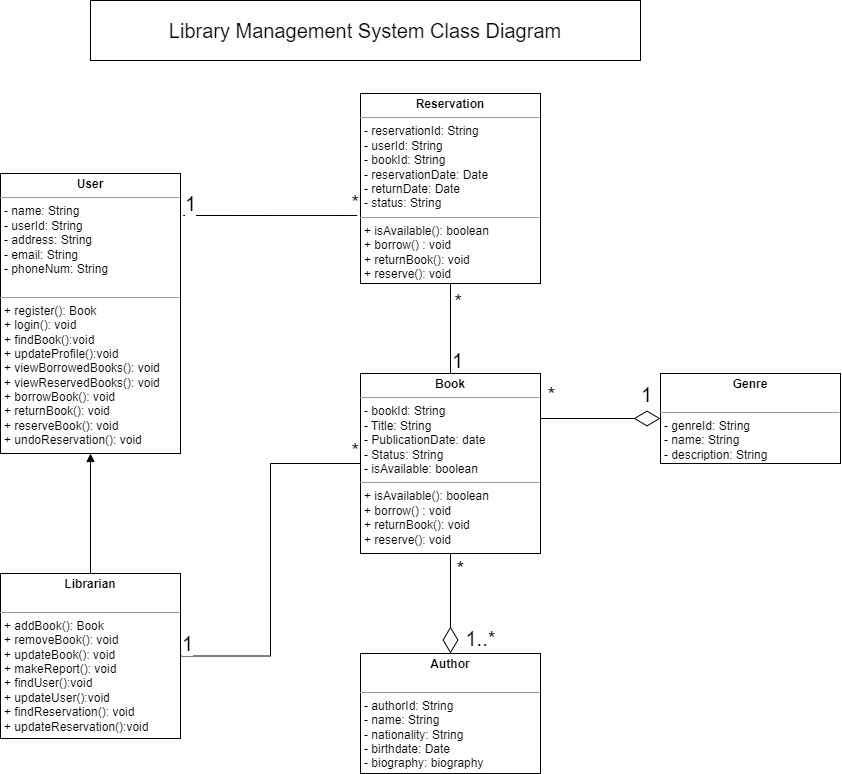 Library Management System Class Diagram
Reservation
- reservationId: String
- userId: String
- bookId: String
- reservationDate: Date
- returnDate: Date
- status: String
+ isAvailable(): boolean
+ borrow() : void
+ returnBook(): void
+ reserve(): void
User
- name: String
- userId: String
- address: String
- email: String
- phoneNum: String
+ register(): Book
+ login(): void
+ findBook():void
+ updateProfile():void
+ viewBorrowedBooks(): void
+ viewReservedBooks(): void
+ borrowBook(): void
+ returnBook(): void
+ reserveBook(): void
+ undoReservation(): void
1
*
*
1
Book
- bookId: String
- Title: String
- PublicationDate: date
- Status: String
- isAvailable: boolean
+ isAvailable(): boolean
+ borrow() : void
+ returnBook(): void
+ reserve(): void
*
1
Genre
- genreId: String
- name: String
- description: String
*
1
Librarian
+ addBook(): Book
+ removeBook(): void
+ updateBook(): void
+ makeReport(): void
+ findUser():void
+ updateUser():void
+ findReservation(): void
+ updateReservation():void
*
1..*
Author
- authorId: String
- name: String
- nationality: String
- birthdate: Date
- biography: biography